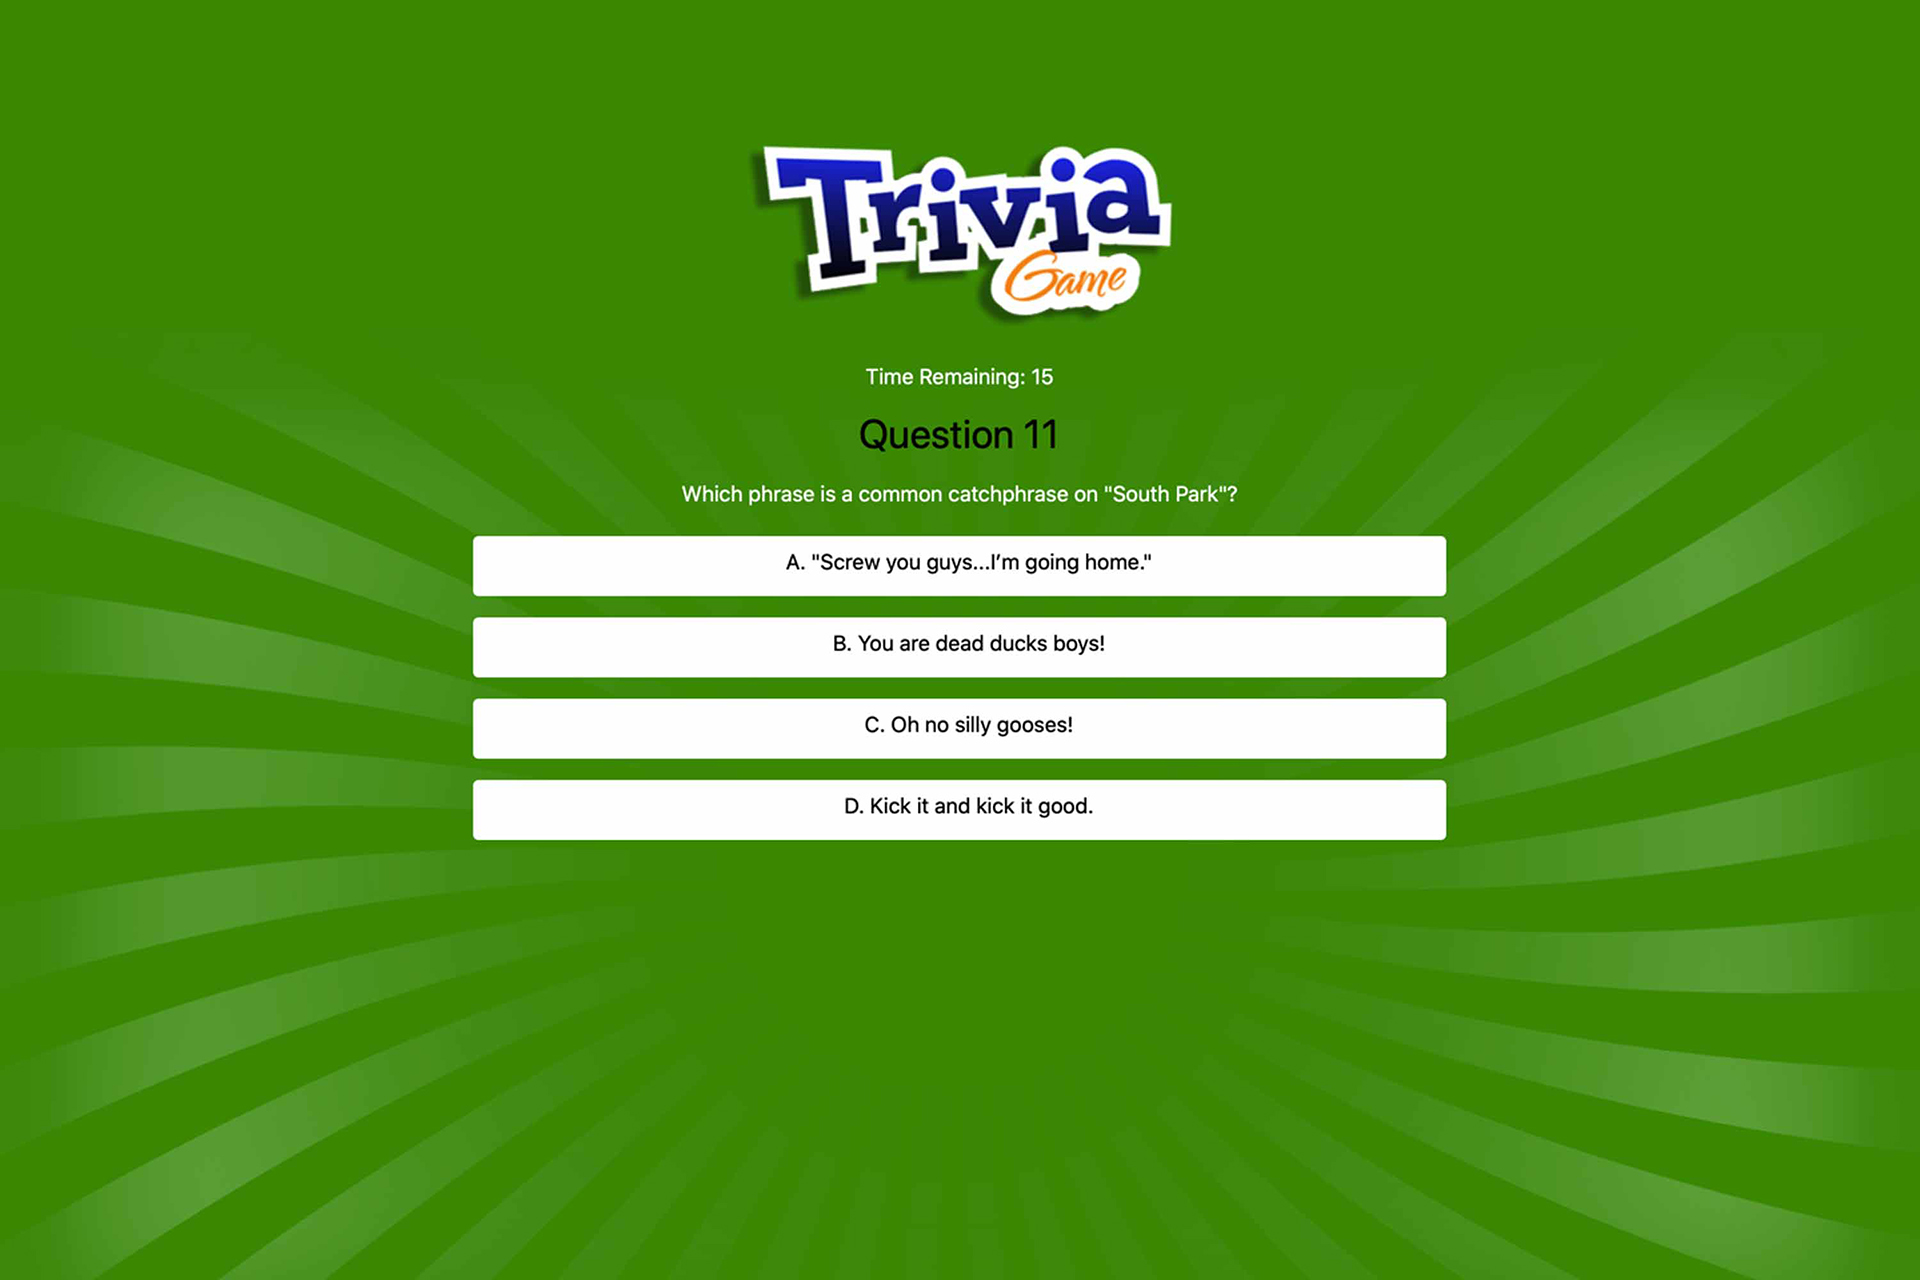 Trivia
Game
Time Remaining: 15
Question 11
Which phrase is a common catchphrase on "South Park"?
A. "Screw you guys...I’m going home."
B. You are dead ducks boys!
C. Oh no silly gooses!
D. Kick it and kick it good.